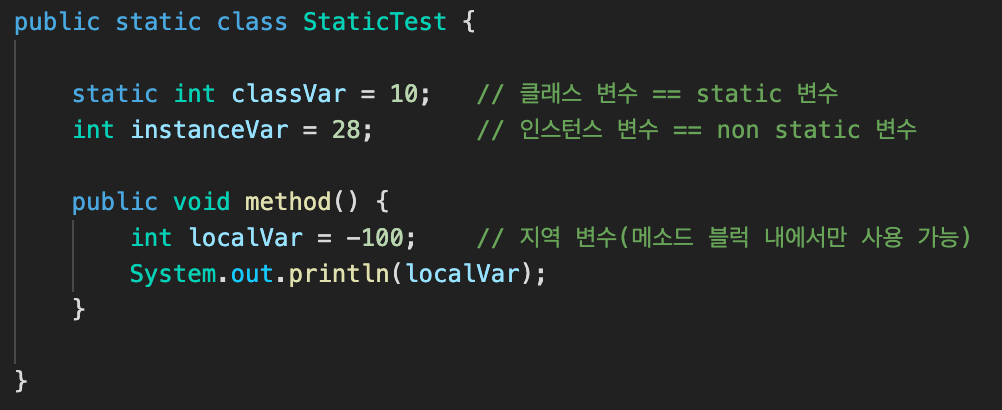 public static class StaticTest {
static int classVar = 10; // 클래스 변수 == static 변수
int instanceVar = 28; // 인스턴스 변수 == non static 변수
public void method() {
int localVar = -100; // 지역 변수(메소드 블럭 내에서만 사용 가능)
System.out.println(localVar);
}
}